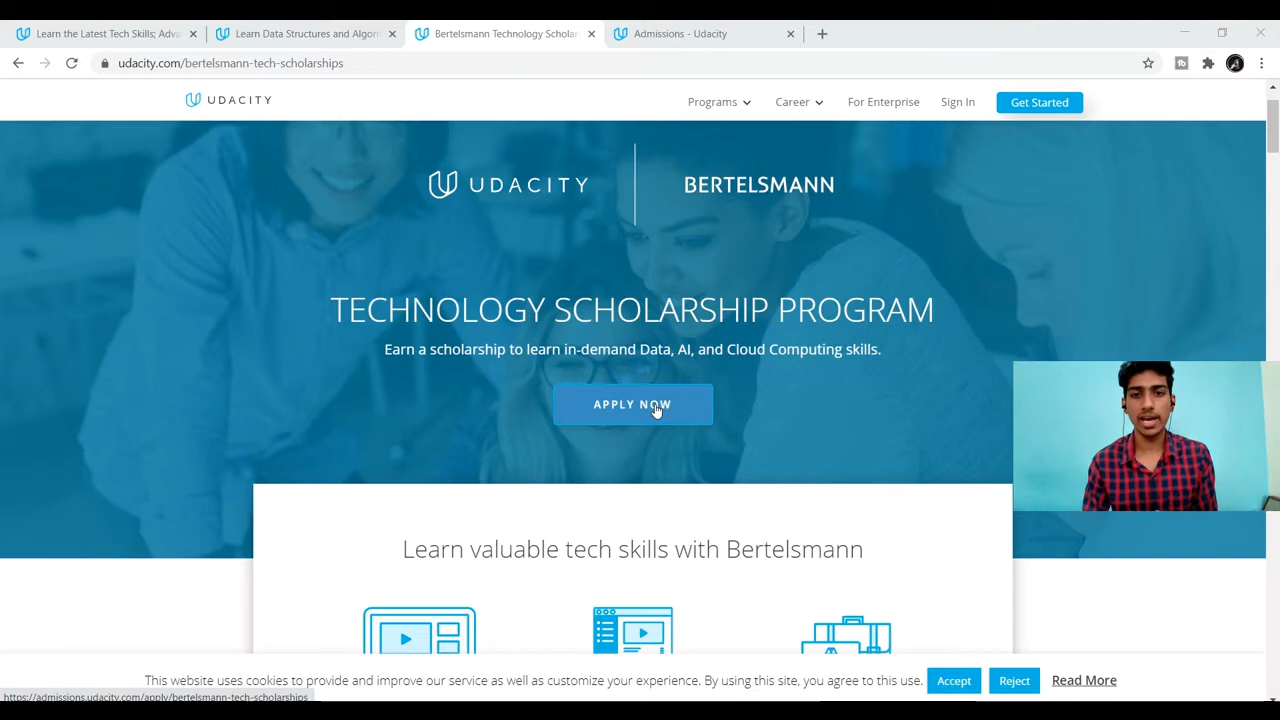 Learn the Latest Tech Skills; Adva
Learn Data Structures and Algori
Bertelsmann Technology Scholar
Admissions - Udacity
udacity.com/bertelsmann-tech-scholarships
UDACITY
Programs
Career
For Enterprise
Sign In
Get Started
UDACITY
BERTELSMANN
TECHNOLOGY SCHOLARSHIP PROGRAM
Earn a scholarship to learn in-demand Data, AI, and Cloud Computing skills.
APPLY NOW
Learn valuable tech skills with Bertelsmann
This website uses cookies to provide and improve our service as well as customize your experience. By using this site, you agree to this use.
Accept
Reject
Read More
https://admissions.udacity.com/apply/bertelsmann-tech-scholarships